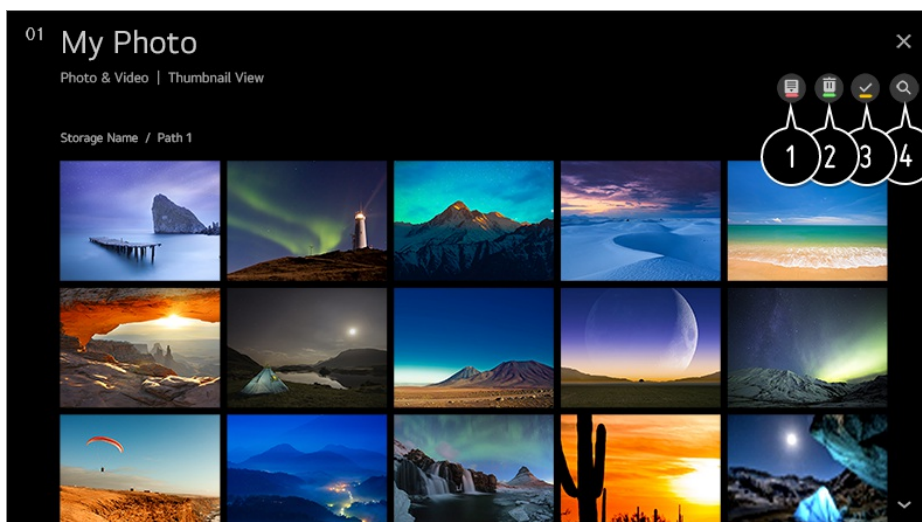 01
My Photo
Photo & Video | Thumbnail View
Storage Name / Path 1
1 2 3 4